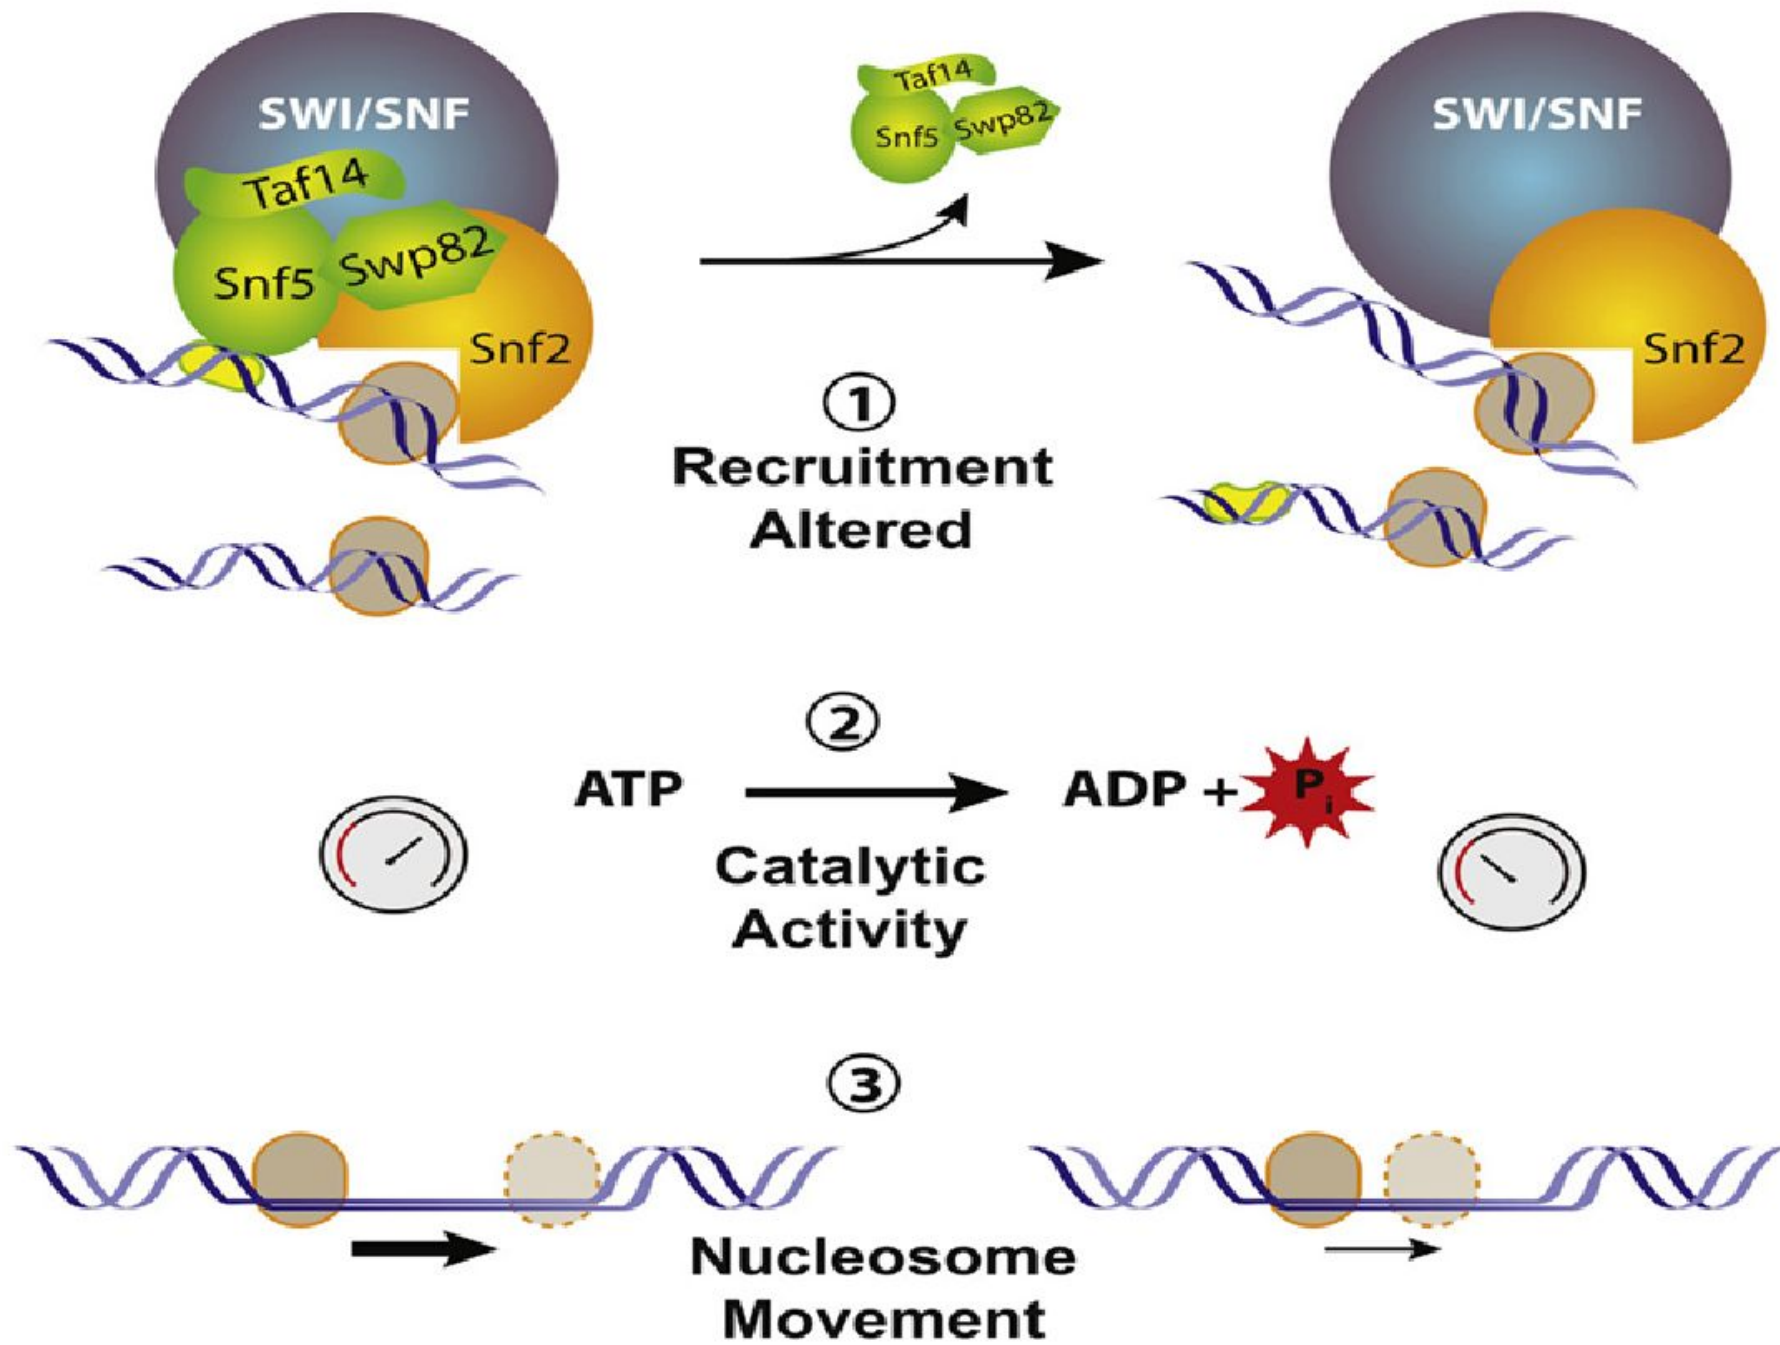 SWI/SNF
Taf14
Snf5
Swp82
Snf2
Taf14
Snf5
Swp82
SWI/SNF
Snf2
1
Recruitment
Altered
2
ATP
ADP + Pi
Catalytic
Activity
3
Nucleosome
Movement